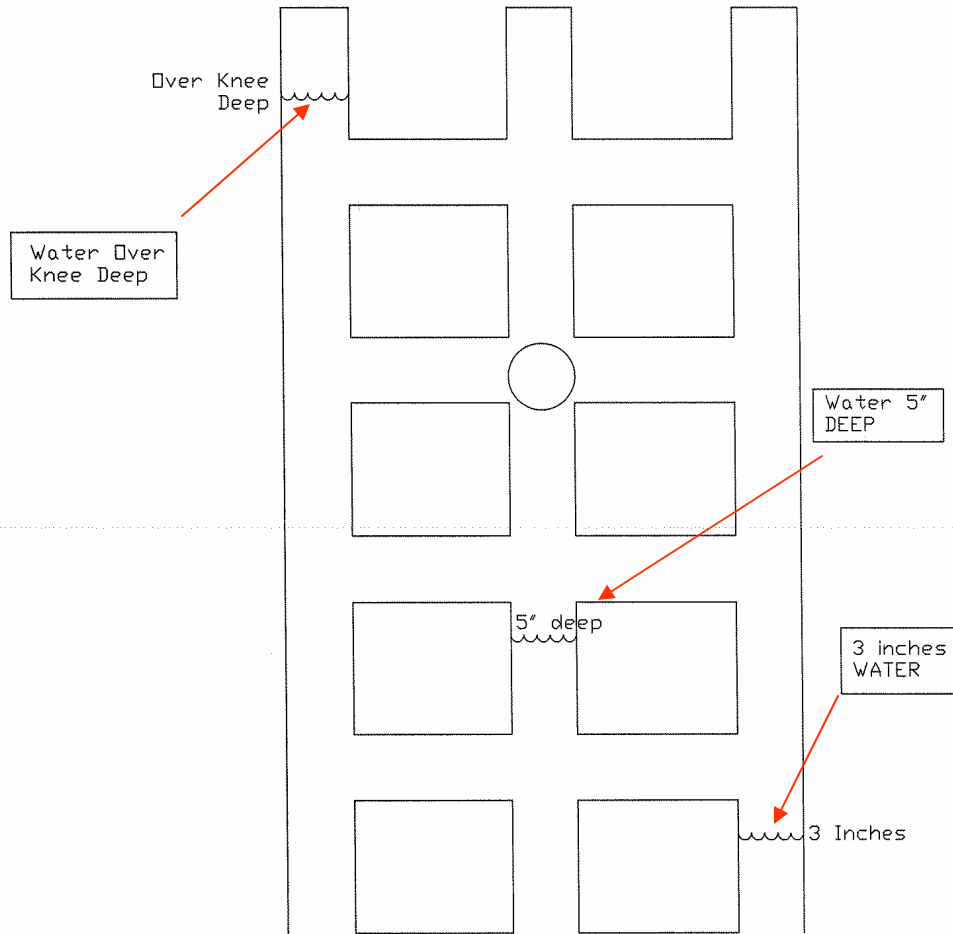 Over Knee
Deep
Water Over
Knee Deep
Water 5"
DEEP
5" deep
3 inches
WATER
3 Inches